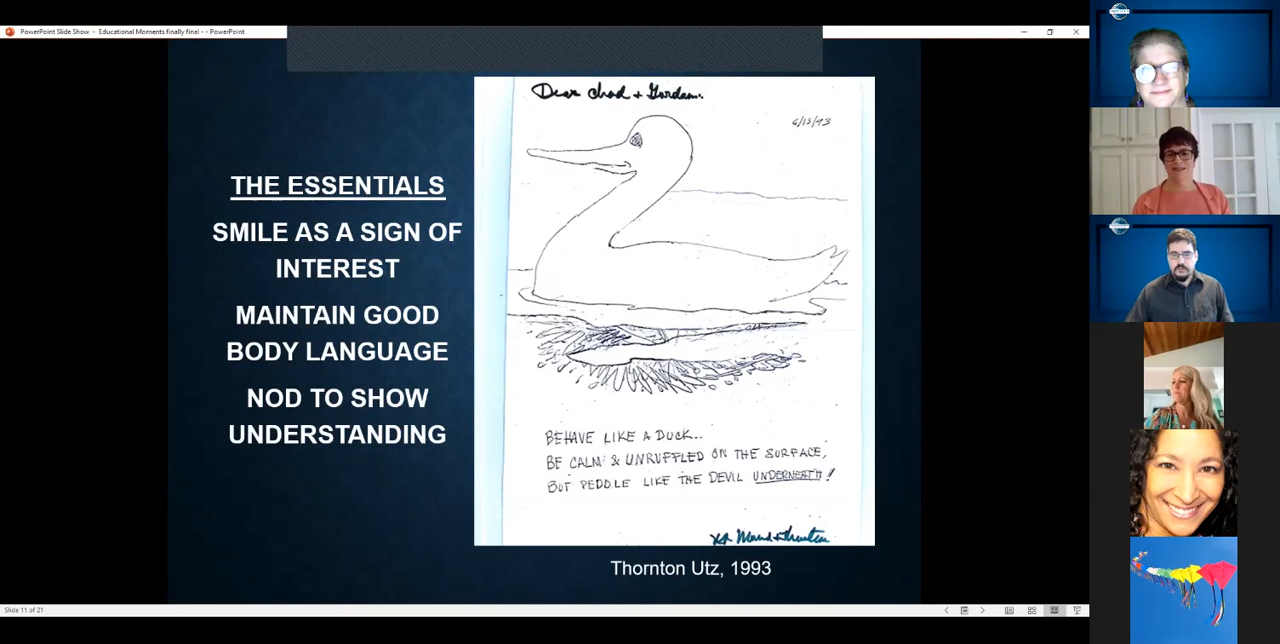 PowerPoint Slide Show - Educational Moments finally final - - PowerPoint
THE ESSENTIALS
SMILE AS A SIGN OF
INTEREST
MAINTAIN GOOD
BODY LANGUAGE
NOD TO SHOW
UNDERSTANDING
Dear Chad + Gordon.
6/13/93
BEHAVE LIKE A DUCK...
BE CALM & UNRUFFLED ON THE SURFACE,
BUT PEDDLE LIKE THE DEVIL UNDERNEATH!
Thornton Utz, 1993
Slide 11 of 21